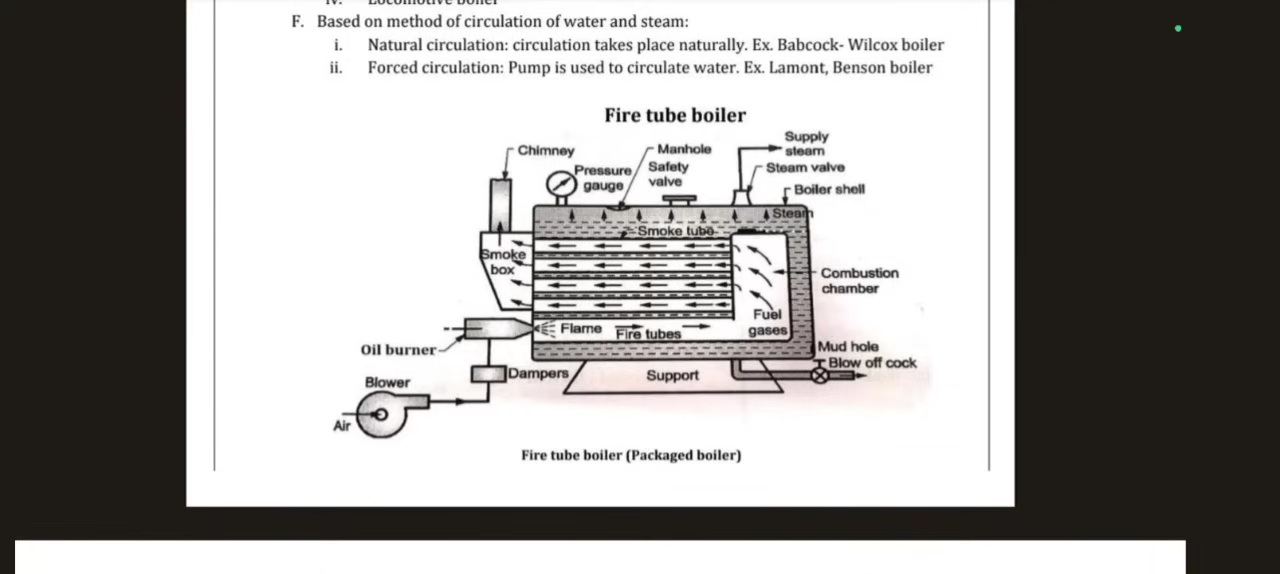 F. Based on method of circulation of water and steam:
i. Natural circulation: circulation takes place naturally. Ex. Babcock- Wilcox boiler
ii. Forced circulation: Pump is used to circulate water. Ex. Lamont, Benson boiler
Fire tube boiler
Supply
steam
Chimney
Manhole
Pressure
gauge
Safety
valve
Steam valve
Boiler shell
Steam
Smoke tube
Smoke
box
Combustion
chamber
Fuel
gases
Flame
Fire tubes
Oil burner
Mud hole
Blow off cock
Dampers
Support
Blower
Air
Fire tube boiler (Packaged boiler)